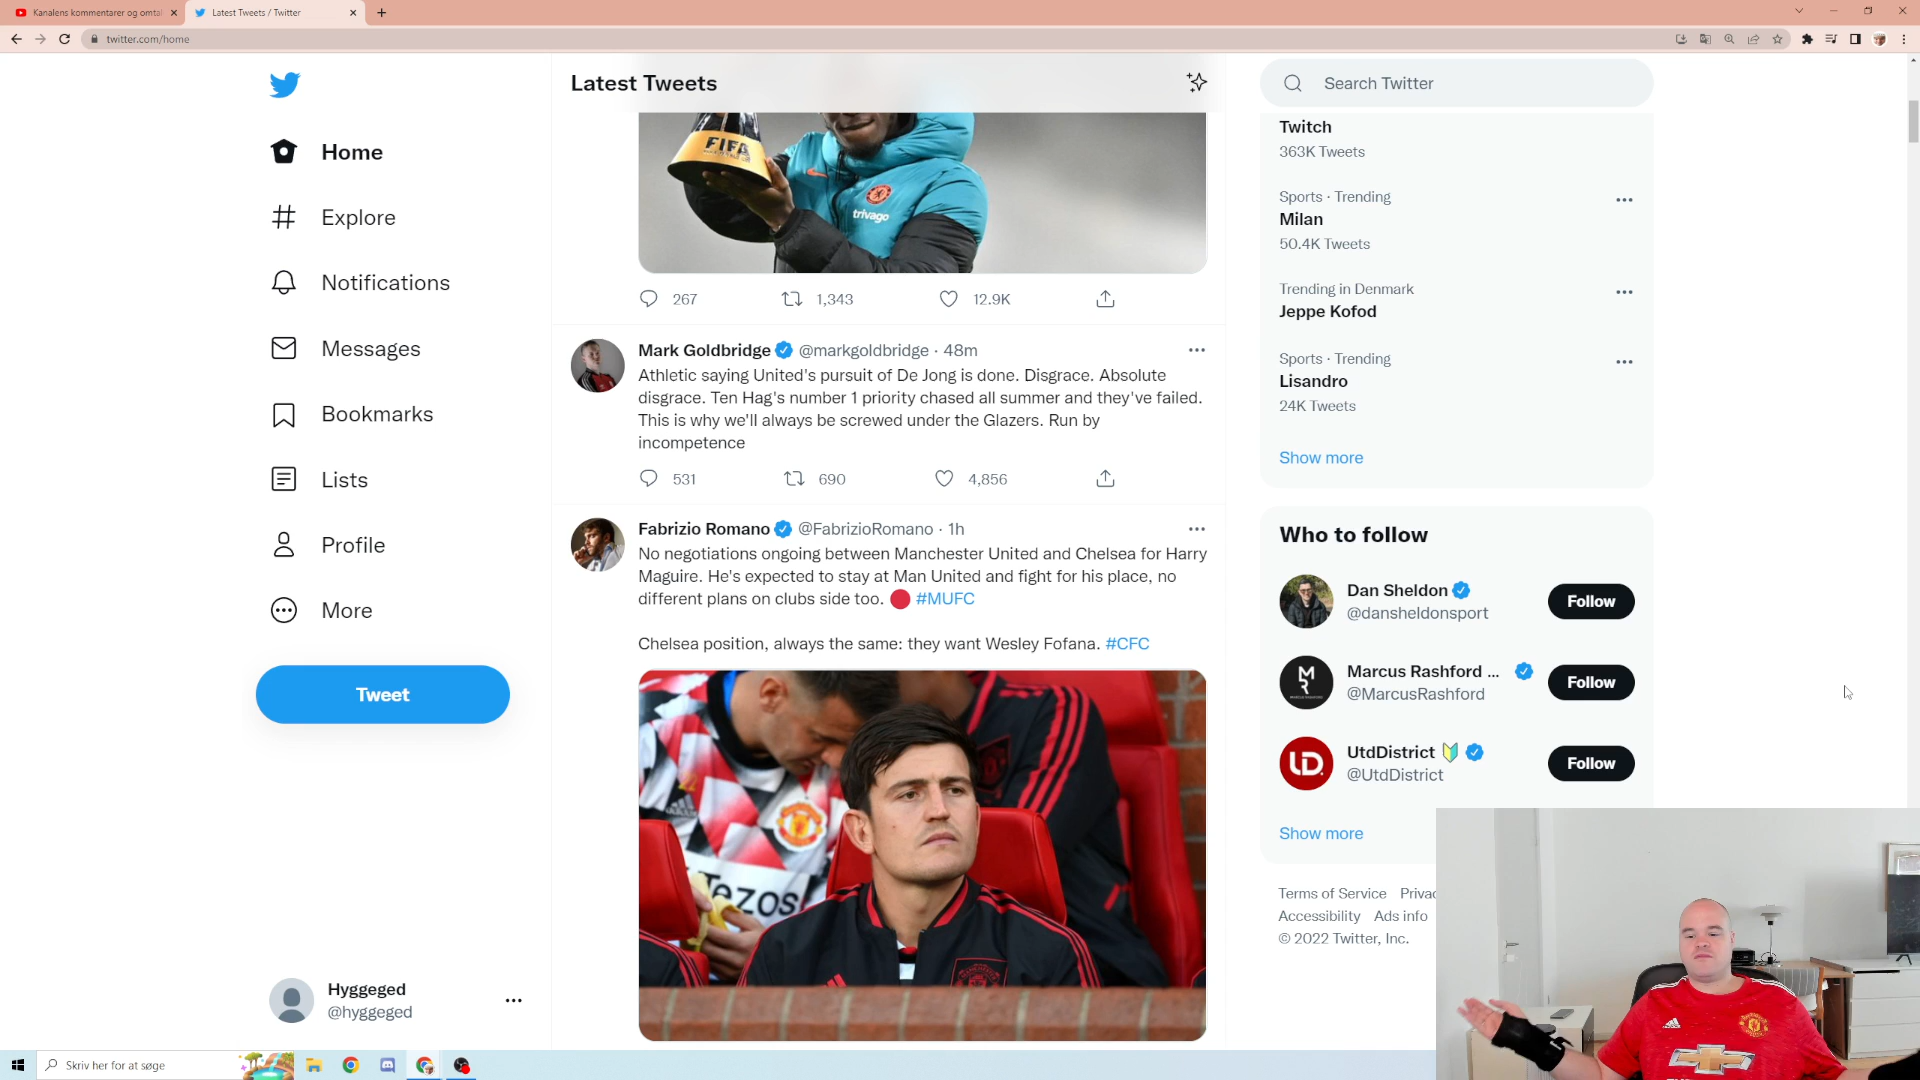 Kanalens kommentarer og omtal
Latest Tweets / Twitter
twitter.com/home
Home
Explore
Notifications
Messages
Bookmarks
Lists
Profile
More
Tweet
Hyggeged
@hyggeged
Latest Tweets
FIFA
trivago
267
1,343
12.9K
Mark Goldbridge @markgoldbridge · 48m
Athletic saying United's pursuit of De Jong is done. Disgrace. Absolute
disgrace. Ten Hag's number 1 priority chased all summer and they've failed.
This is why we'll always be screwed under the Glazers. Run by
incompetence
531
690
4,856
Fabrizio Romano @FabrizioRomano · 1h
No negotiations ongoing between Manchester United and Chelsea for Harry
Maguire. He's expected to stay at Man United and fight for his place, no
different plans on clubs side too. 🔴 #MUFC
Chelsea position, always the same: they want Wesley Fofana. #CFC
Tezos
Search Twitter
Twitch
363K Tweets
Sports · Trending
Milan
50.4K Tweets
Trending in Denmark
Jeppe Kofod
Sports · Trending
Lisandro
24K Tweets
Show more
Who to follow
Dan Sheldon
@dansheldonsport
Follow
Marcus Rashford ...
@MarcusRashford
Follow
UtdDistrict 🔰
@UtdDistrict
Follow
Show more
Terms of Service
Accessibility Ads info
© 2022 Twitter, Inc.
Skriv her for at søge